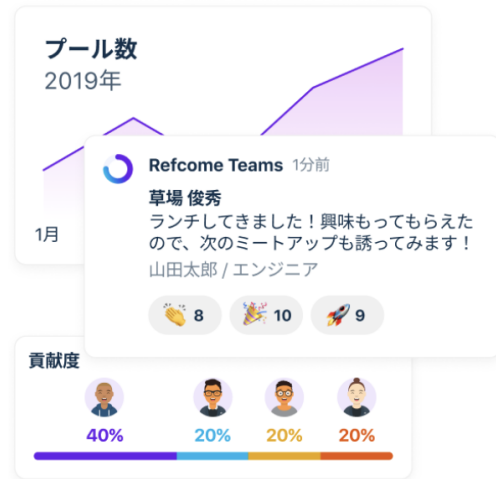 プール数
2019年
1月
Refcome Teams 1分前
草場 俊秀
ランチしてきました！興味もってもらえた
ので、次のミートアップも誘ってみます！
山田太郎 / エンジニア
8 10 9
貢献度
40% 20% 20% 20%